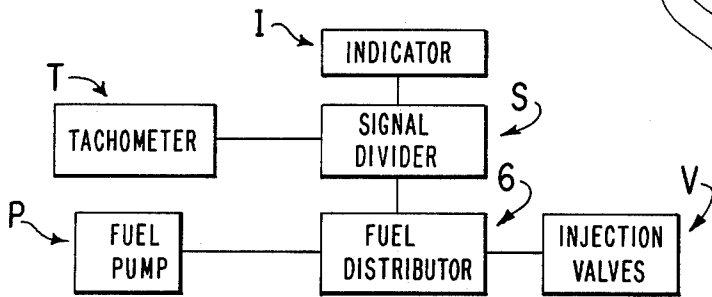 I
INDICATOR
T
TACHOMETER
SIGNAL
DIVIDER
S
P
FUEL
PUMP
FUEL
DISTRIBUTOR
6
INJECTION
VALVES
V